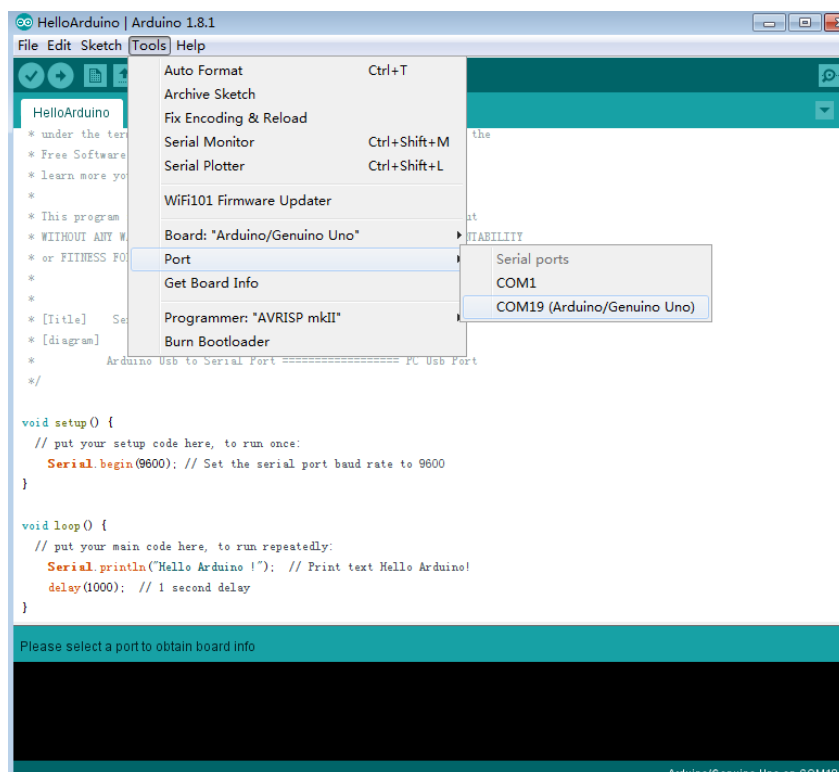 HelloArduino | Arduino 1.8.1
File Edit Sketch Tools Help
Auto Format Ctrl+T
Archive Sketch
Fix Encoding & Reload
Serial Monitor Ctrl+Shift+M
Serial Plotter Ctrl+Shift+L
WiFi101 Firmware Updater
Board: "Arduino/Genuino Uno"
Port
Get Board Info
Programmer: "AVRISP mkII"
Burn Bootloader
Serial ports
COM1
COM19 (Arduino/Genuino Uno)
HelloArduino
* under the the
* Free Software
* learn more
*
* This program
* WITHOUT ANY
* or FITNESS
*
*
* [Title]
* [diagram]
* Arduino Usb to Serial Port ================== PC Usb Port
*/
void setup() {
// put your setup code here, to run once:
Serial.begin(9600); // Set the serial port baud rate to 9600
}
void loop() {
// put your main code here, to run repeatedly:
Serial.println("Hello Arduino !"); // Print text Hello Arduino!
delay(1000); // 1 second delay
}
Please select a port to obtain board info